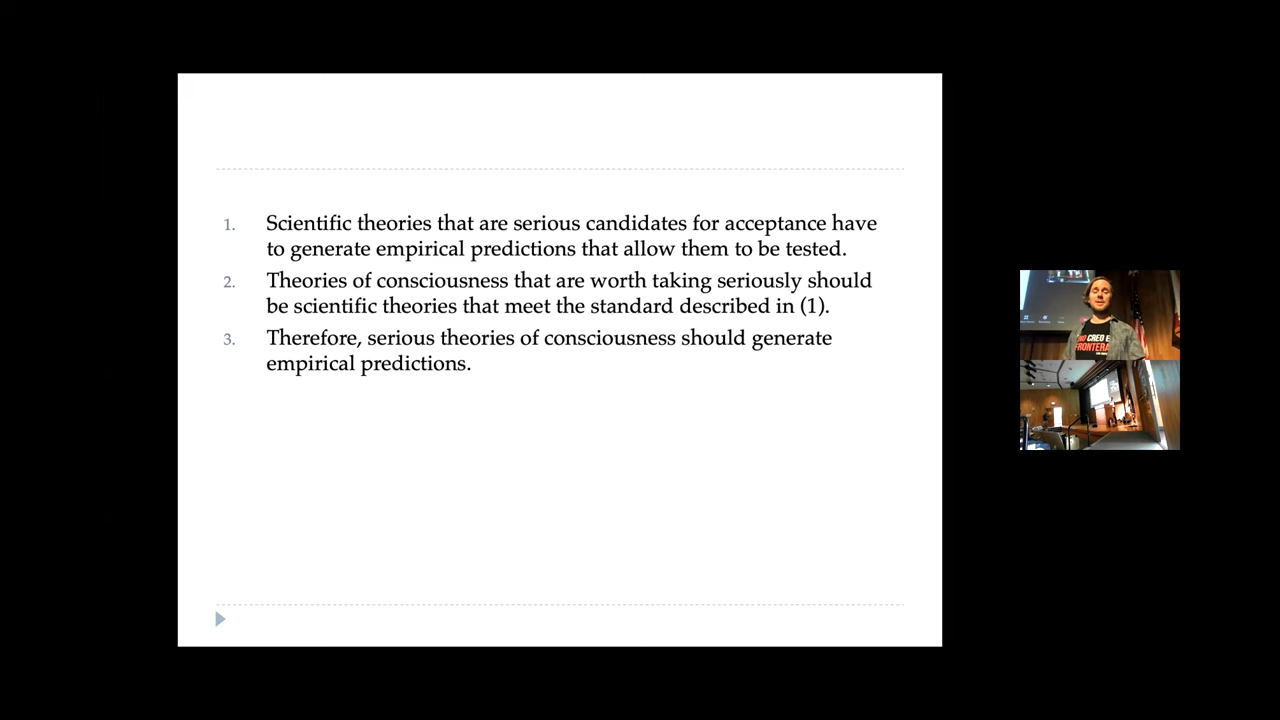 1. Scientific theories that are serious candidates for acceptance have
to generate empirical predictions that allow them to be tested.
2. Theories of consciousness that are worth taking seriously should
be scientific theories that meet the standard described in (1).
3. Therefore, serious theories of consciousness should generate
empirical predictions.
CREO E
FRONTERA